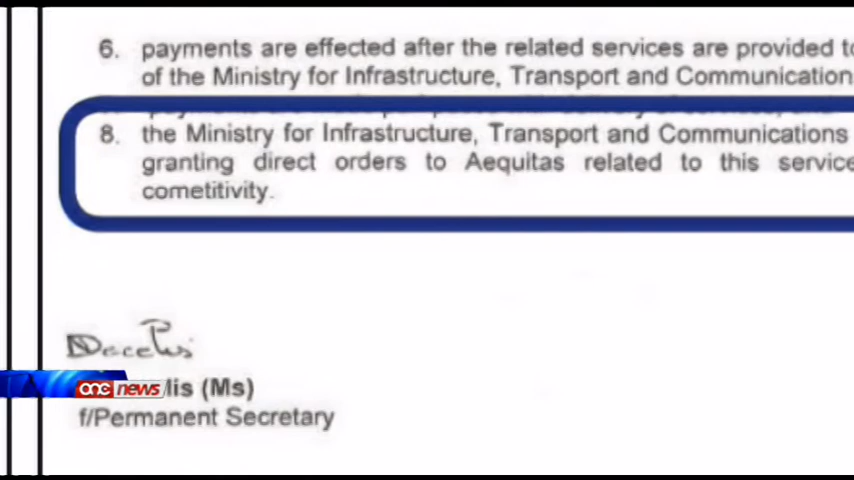 6. payments are effected after the related services are provided to
of the Ministry for Infrastructure, Transport and Communication
8. the Ministry for Infrastructure, Transport and Communications
granting direct orders to Aequitas related to this service
cometitivity.
one news lis (Ms)
f/Permanent Secretary